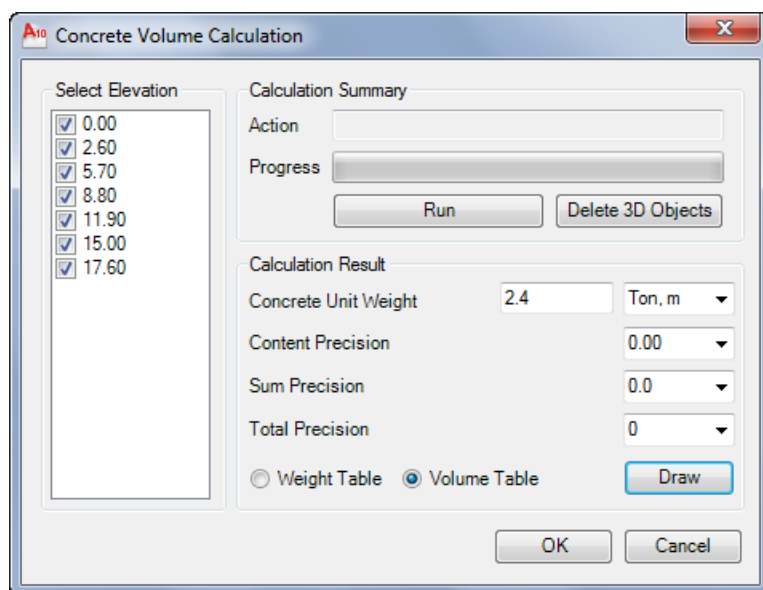 A10 Concrete Volume Calculation
Select Elevation
0.00
2.60
5.70
8.80
11.90
15.00
17.60
Calculation Summary
Action
Progress
Run Delete 3D Objects
Calculation Result
Concrete Unit Weight 2.4 Ton, m
Content Precision 0.00
Sum Precision 0.0
Total Precision 0
Weight Table Volume Table Draw
OK Cancel